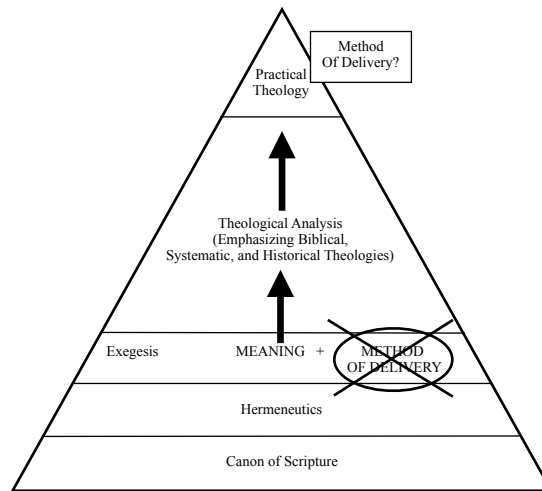 Method
Of Delivery?
Practical
Theology
Theological Analysis
(Emphasizing Biblical,
Systematic, and Historical Theologies)
Exegesis MEANING + METHOD
OF DELIVERY
Hermeneutics
Canon of Scripture